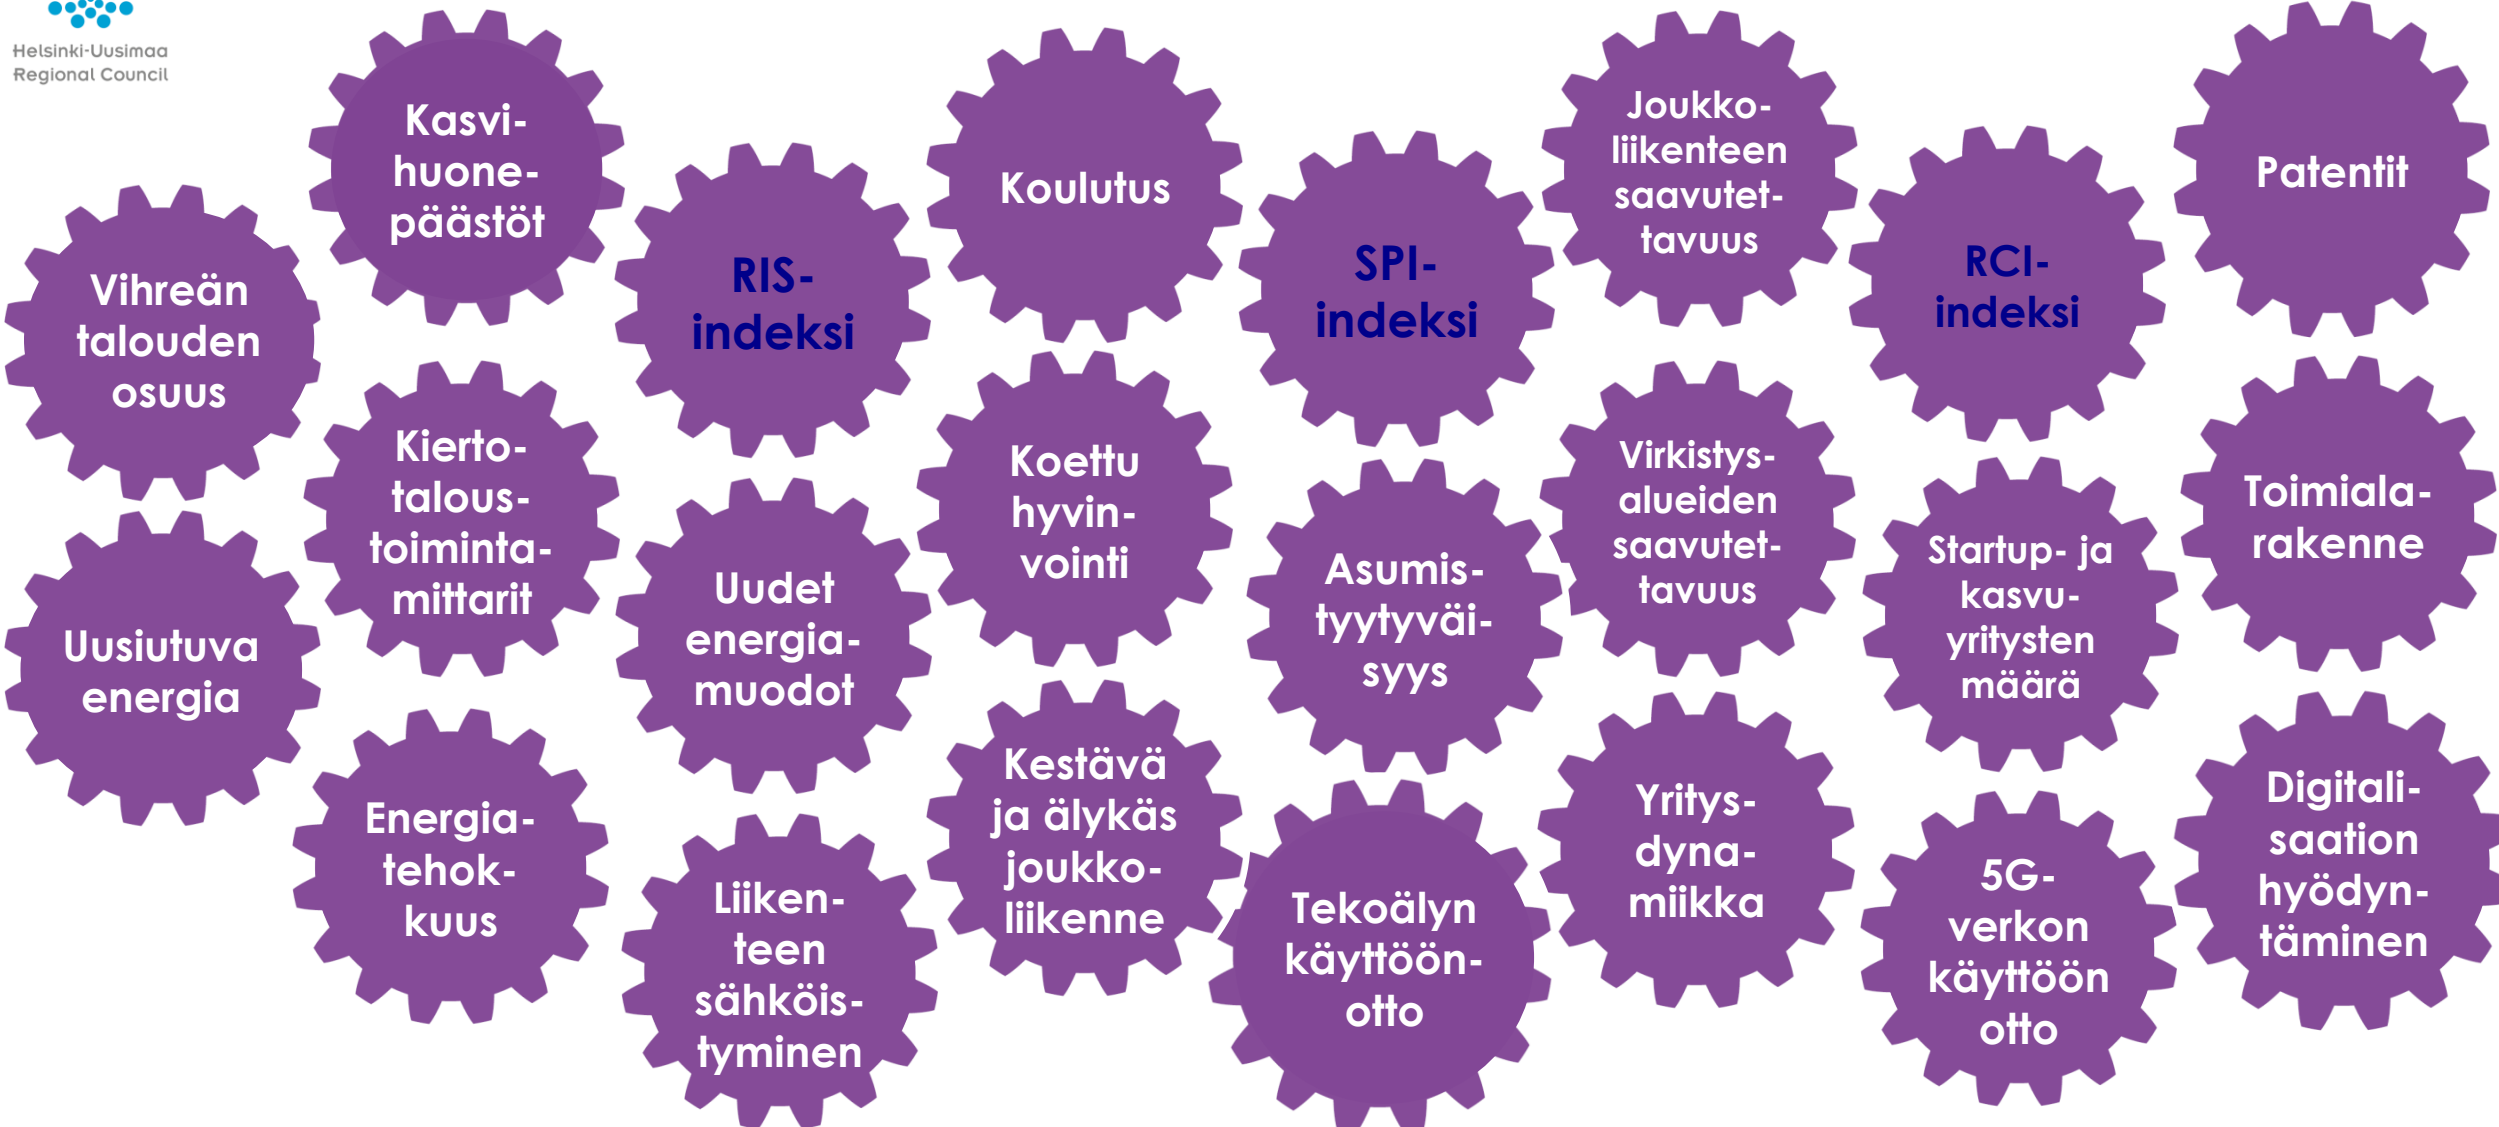 Helsinki-Uusimaa
Regional Council
Vihreän
talouden
osuus
Uusiutuva
energia
Kasvi-
huone-
päästöt
Kierto-
talous-
toiminta-
mittarit
Energia-
tehok-
kuus
RIS-
indeksi
Uudet
energia-
muodot
Liiken-
teen
sähköis-
tyminen
Koulutus
Koettu
hyvin-
vointi
Kestävä
ja älykäs
joukko-
liikenne
SPI-
indeksi
Asumis-
tyytyväi-
syys
Tekoälyn
käyttöön-
otto
Joukko-
liikenteen
saavutet-
tavuus
Virkistys-
alueiden
saavutet-
tavuus
Yritys-
dyna-
miikka
RCI-
indeksi
Startup- ja
kasvu-
yritysten
määrä
5G-
verkon
käyttöön
otto
Patentit
Toimiala-
rakenne
Digitali-
saation
hyödyn-
täminen